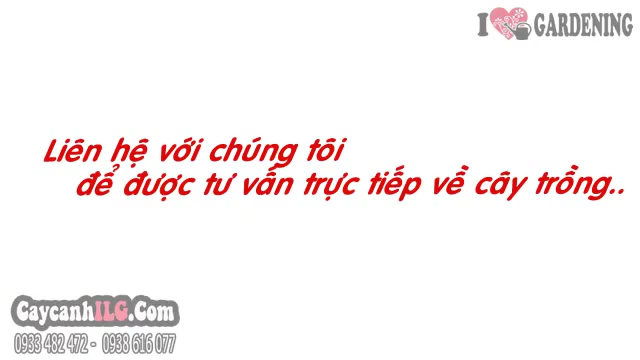 I GARDENING
Liên hệ với chúng tôi
để được tư vấn trực tiếp về cây trồng..
CaycanhILG.Com
0933 482 472 - 0938 616 077